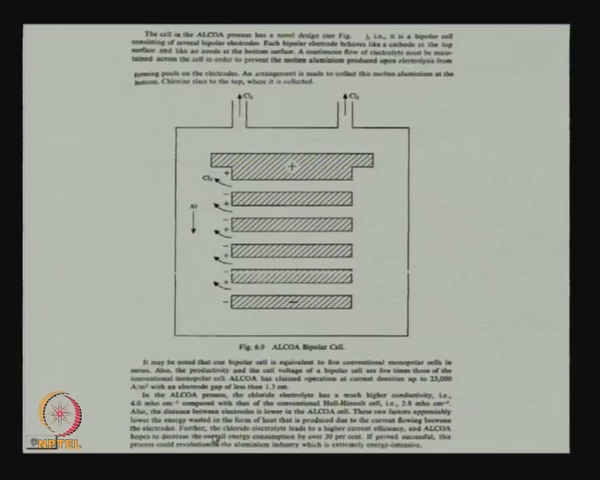 The cell in the ALCOA process has a novel design (see Fig. ), i.e., it is a bipolar cell
consisting of several bipolar electrodes Each bipolar electrode behaves like a cathode at the top
surface and like an anode at the bottom surface. A continuous flow of electrolyte must be main-
tained across the cell in order to prevent the molten aluminium produced upon electrolysis from
forming pools on the electrodes. An arrangement is made to collect this molten aluminium at the
bottom. Chlorine rises to the top, where it is collected.
Cl₂ Cl₂
+
+
Cl₂
−
+
Al
−
+
−
+
−
+
− −
Fig. 6.9 ALCOA Bipolar Cell.
It may be noted that one bipolar cell is equivalent to five conventional monopolar cells in
series. Also, the productivity and the cell voltage of a bipolar cell are five times those of the
conventional monopolar cell. ALCOA has claimed operation at current densities up to 23,000
A/m² with an electrode gap of less than 1.3 cm.
In the ALCOA process, the chloride electrolyte has a much higher conductivity, i.e.,
4.0 mho cm⁻¹ compared with that of the conventional Hall-Héroult cell, i.e., 2.8 mho cm⁻¹.
Also, the distance between electrodes is lower in the ALCOA cell. These two factors appreciably
lower the energy wasted in the form of heat that is produced due to the current flowing between
the electrodes. Further, the chloride electrolyte leads to a higher current efficiency, and ALCOA
hopes to decrease the overall energy consumption by over 30 per cent. If proved successful, this
process could revolutionize the aluminium industry which is extremely energy-intensive.
NPTEL